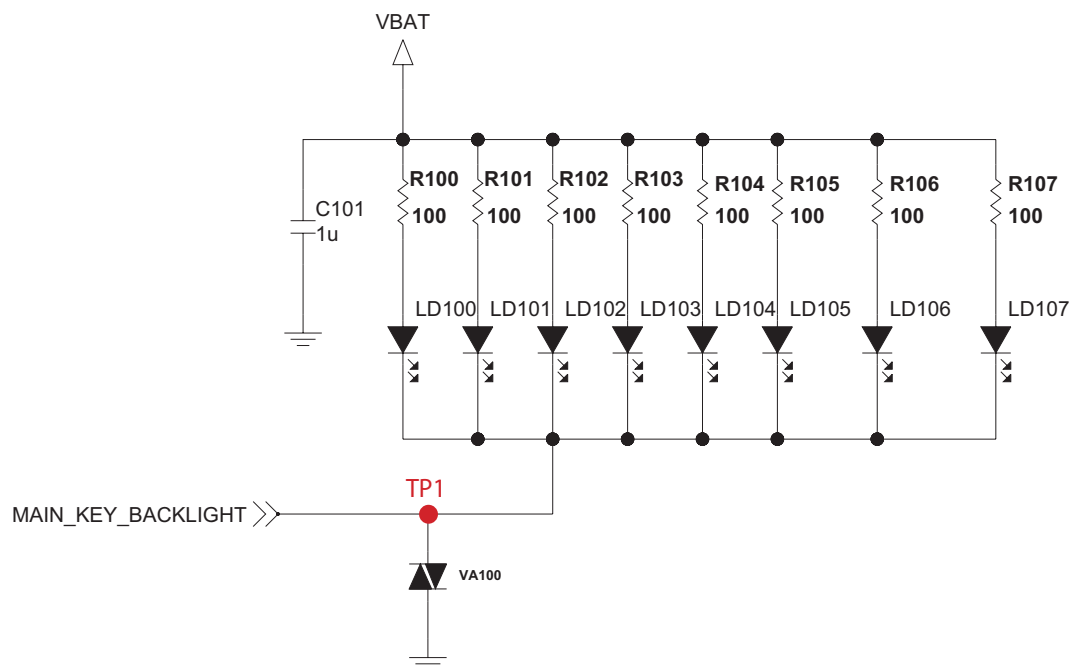 VBAT
R100
100
R101
100
R102
100
R103
100
R104
100
R105
100
R106
100
R107
100
C101
1u
LD100
LD101
LD102
LD103
LD104
LD105
LD106
LD107
TP1
MAIN_KEY_BACKLIGHT
VA100